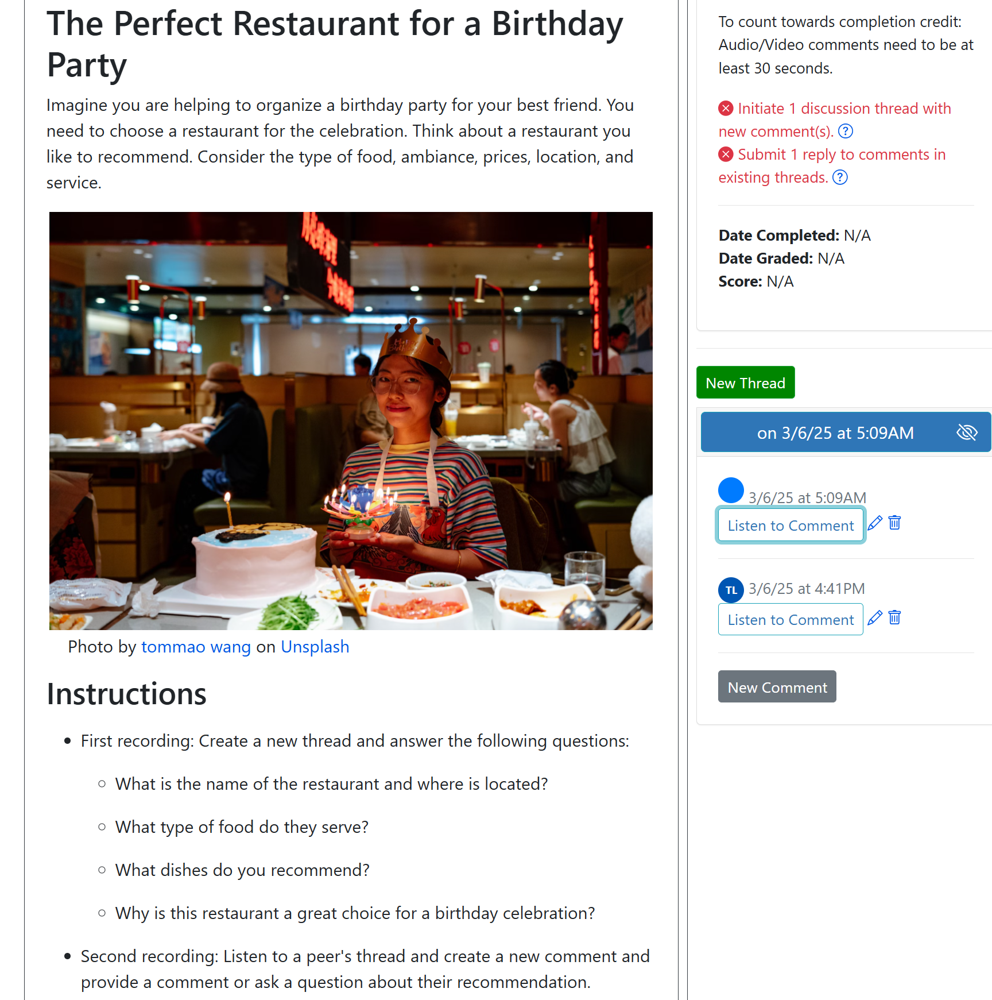 The Perfect Restaurant for a Birthday
Party
Imagine you are helping to organize a birthday party for your best friend. You
need to choose a restaurant for the celebration. Think about a restaurant you
like to recommend. Consider the type of food, ambiance, prices, location, and
service.
Photo by tommao wang on Unsplash
Instructions
• First recording: Create a new thread and answer the following questions:
○ What is the name of the restaurant and where is located?
○ What type of food do they serve?
○ What dishes do you recommend?
○ Why is this restaurant a great choice for a birthday celebration?
• Second recording: Listen to a peer's thread and create a new comment and
provide a comment or ask a question about their recommendation.
To count towards completion credit:
Audio/Video comments need to be at
least 30 seconds.
Initiate 1 discussion thread with
new comment(s). ?
Submit 1 reply to comments in
existing threads. ?
Date Completed: N/A
Date Graded: N/A
Score: N/A
New Thread
on 3/6/25 at 5:09AM
3/6/25 at 5:09AM
Listen to Comment
TL 3/6/25 at 4:41PM
Listen to Comment
New Comment